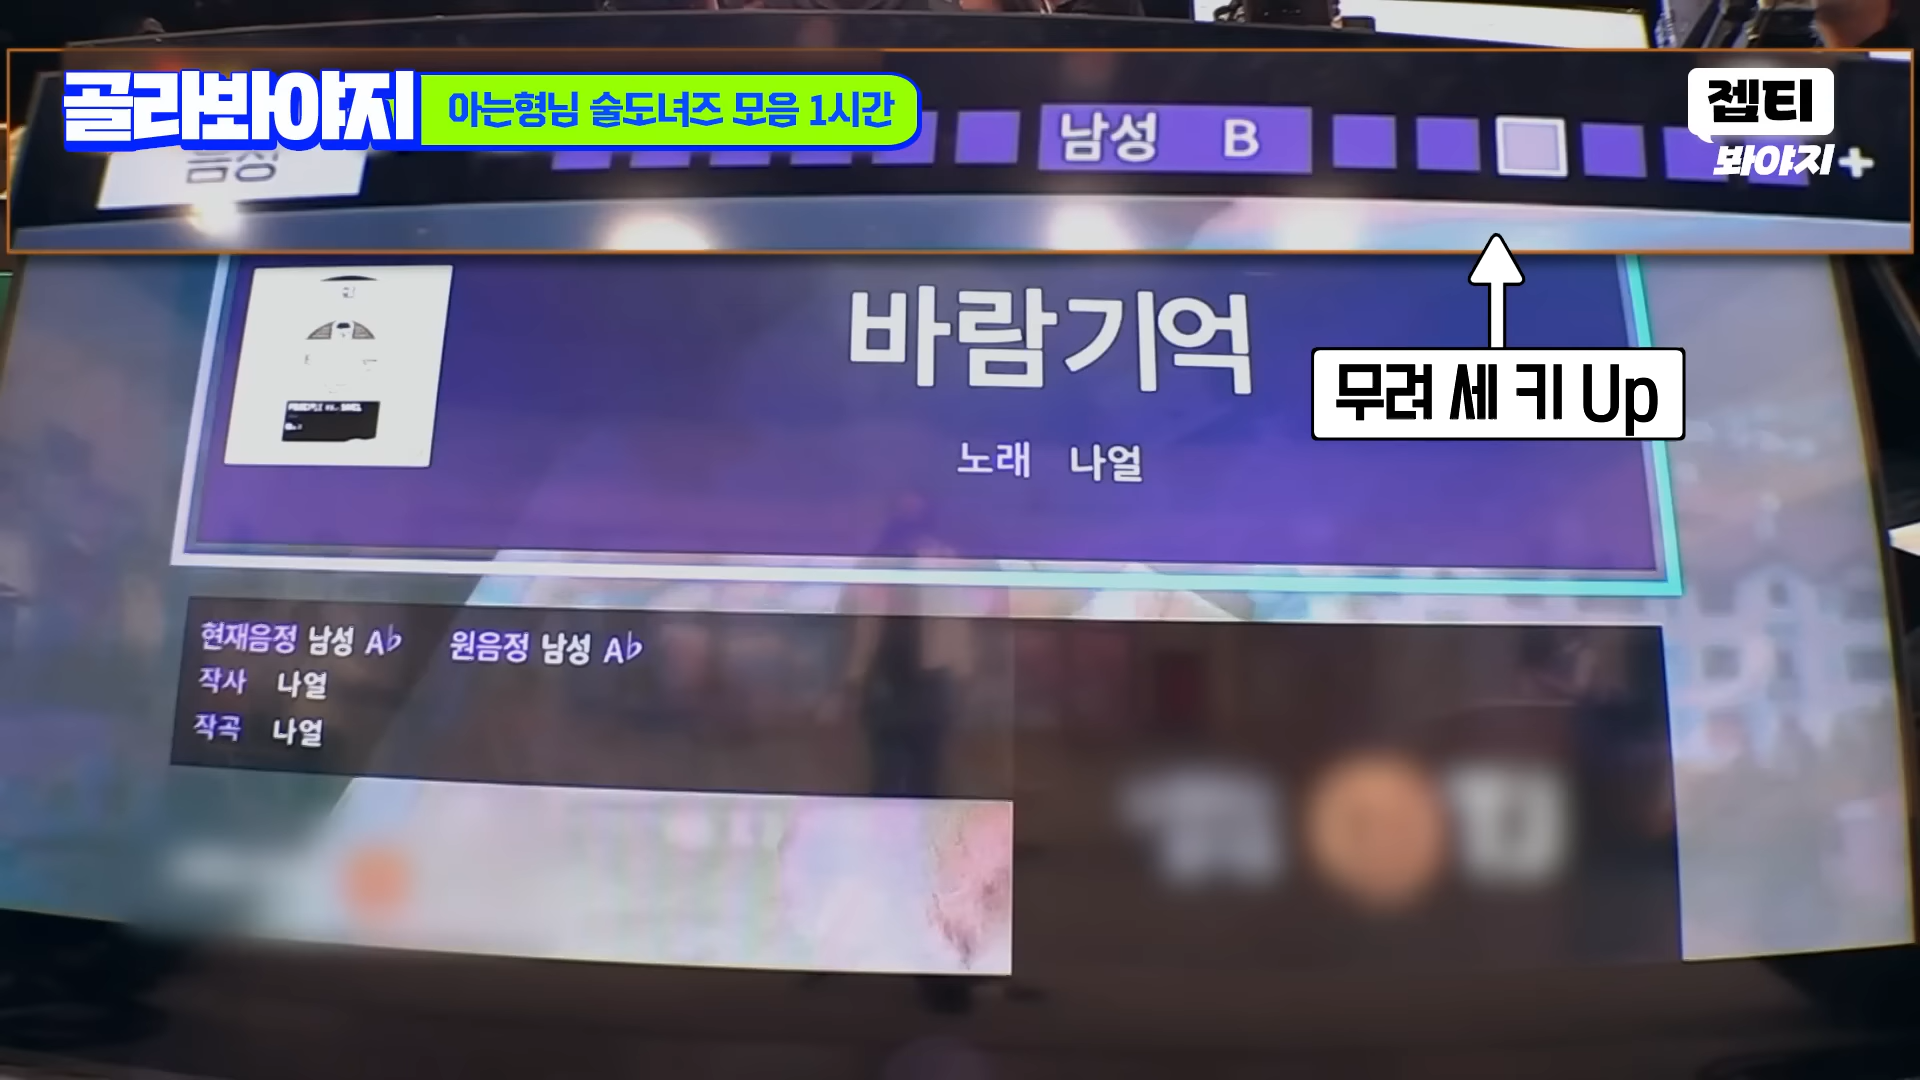 골라봐야지 아는형님 술도녀즈 모음 1시간
젭티
봐야지
음정 남성 B +
바람기억
무려 세 키 Up
노래 나얼
현재음정 남성 A♭ 원음정 남성 A♭
작사 나얼
작곡 나얼